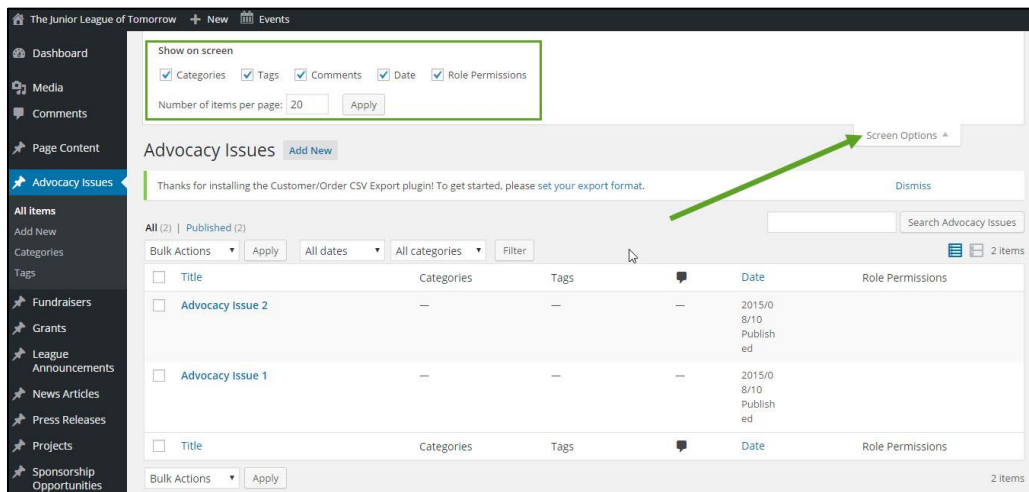 The Junior League of Tomorrow + New Events
Dashboard
Media
Comments
Page Content
Advocacy Issues
All items
Add New
Categories
Tags
Fundraisers
Grants
League
Announcements
News Articles
Press Releases
Projects
Sponsorship
Opportunities
Show on screen
Categories Tags Comments Date Role Permissions
Number of items per page: 20 Apply
Screen Options
Advocacy Issues Add New
Thanks for installing the Customer/Order CSV Export plugin! To get started, please set your export format. Dismiss
Search Advocacy Issues
All (2) | Published (2)
Bulk Actions Apply All dates All categories Filter 2 items
Title Categories Tags Date Role Permissions
Advocacy Issue 2 — — — 2015/0
8/10
Publish
ed
Advocacy Issue 1 — — — 2015/0
8/10
Publish
ed
Title Categories Tags Date Role Permissions
Bulk Actions Apply 2 items